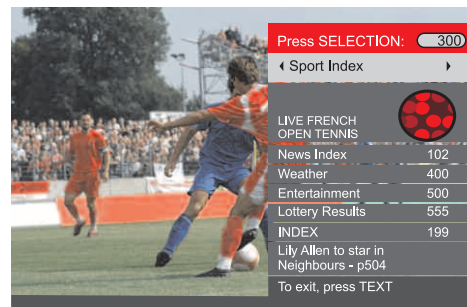 Press SELECTION: 300
Sport Index
LIVE FRENCH
OPEN TENNIS
News Index 102
Weather 400
Entertainment 500
Lottery Results 555
INDEX 199
Lily Allen to star in
Neighbours - p504
To exit, press TEXT